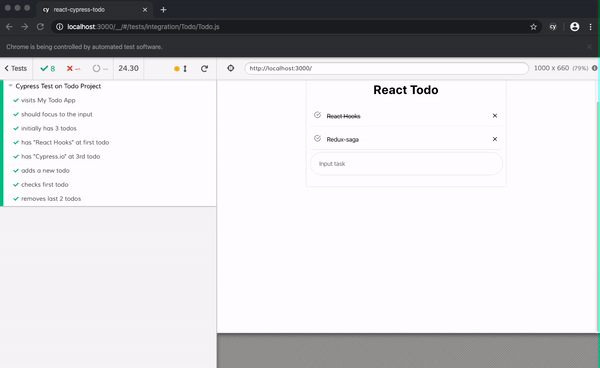 cy react-cypress-todo
localhost:3000/__/#/tests/integration/Todo/Todo.js
cy
Chrome is being controlled by automated test software.
Tests 8 -- -- 24.30
http://localhost:3000/
1000 x 660 (79%)
Cypress Test on Todo Project
visits My Todo App
should focus to the input
initially has 3 todos
has "React Hooks" at first todo
has "Cypress.io" at 3rd todo
adds a new todo
checks first todo
removes last 2 todos
React Todo
React Hooks
Redux-saga
Input task